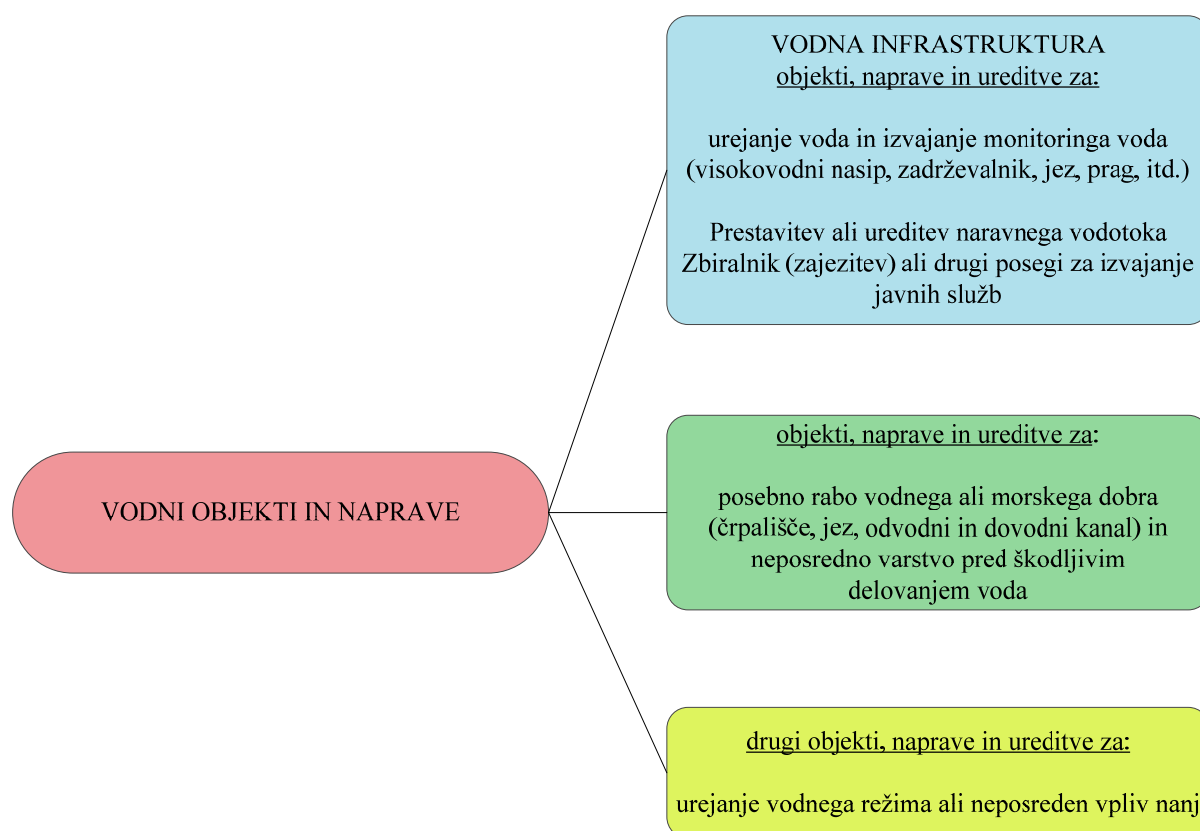 VODNI OBJEKTI IN NAPRAVE
VODNA INFRASTRUKTURA
objekti, naprave in ureditve za:
urejanje voda in izvajanje monitoringa voda
(visokovodni nasip, zadrževalnik, jez, prag, itd.)
Prestavitev ali ureditev naravnega vodotoka
Zbiralnik (zajezitev) ali drugi posegi za izvajanje
javnih služb
objekti, naprave in ureditve za:
posebno rabo vodnega ali morskega dobra
(črpališče, jez, odvodni in dovodni kanal) in
neposredno varstvo pred škodljivim
delovanjem voda
drugi objekti, naprave in ureditve za:
urejanje vodnega režima ali neposreden vpliv nanj